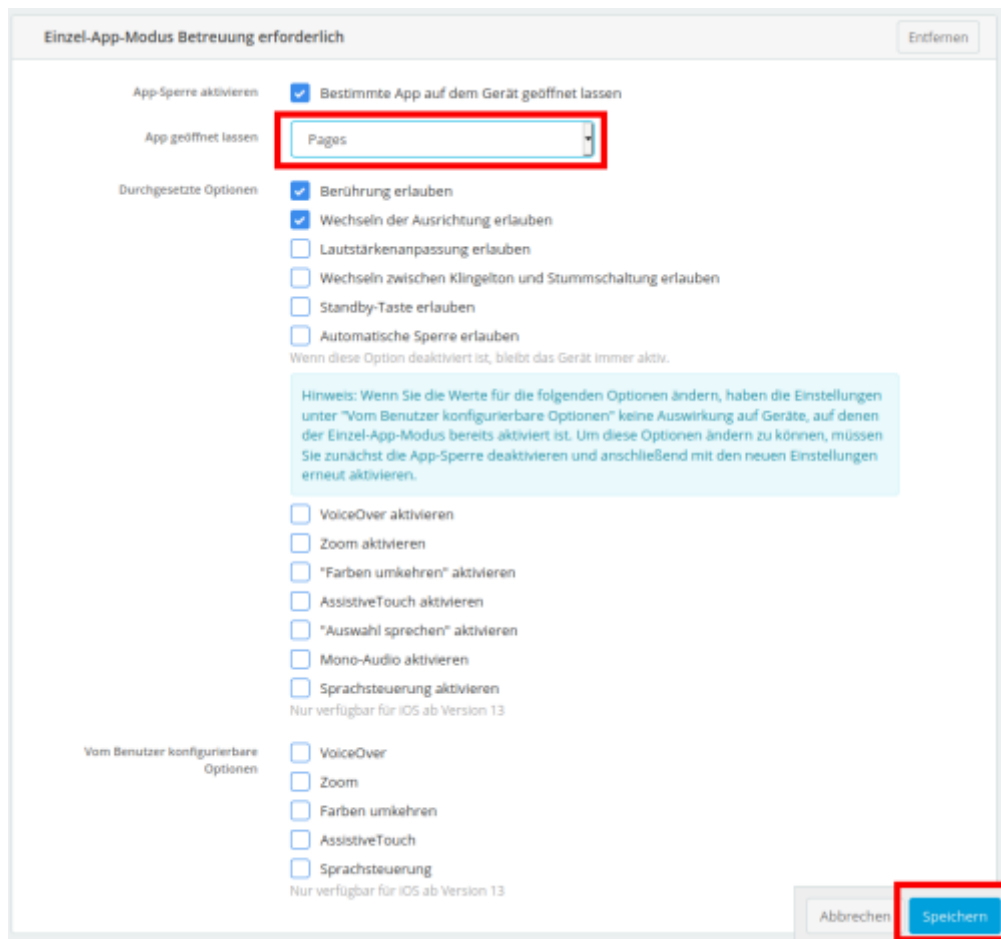 Einzel-App-Modus Betreuung erforderlich
Entfernen
App-Sperre aktivieren
Bestimmte App auf dem Gerät geöffnet lassen
App geöffnet lassen
Pages
Durchgesetzte Optionen
Berührung erlauben
Wechseln der Ausrichtung erlauben
Lautstärkenanpassung erlauben
Wechseln zwischen Klingelton und Stummschaltung erlauben
Standby-Taste erlauben
Automatische Sperre erlauben
Wenn diese Option deaktiviert ist, bleibt das Gerät immer aktiv.
Hinweis: Wenn Sie die Werte für die folgenden Optionen ändern, haben die Einstellungen
unter "Vom Benutzer konfigurierbare Optionen" keine Auswirkung auf Geräte, auf denen
der Einzel-App-Modus bereits aktiviert ist. Um diese Optionen ändern zu können, müssen
Sie zunächst die App-Sperre deaktivieren und anschließend mit den neuen Einstellungen
erneut aktivieren.
VoiceOver aktivieren
Zoom aktivieren
"Farben umkehren" aktivieren
AssistiveTouch aktivieren
"Auswahl sprechen" aktivieren
Mono-Audio aktivieren
Sprachsteuerung aktivieren
Nur verfügbar für iOS ab Version 13
Vom Benutzer konfigurierbare
Optionen
VoiceOver
Zoom
Farben umkehren
AssistiveTouch
Sprachsteuerung
Nur verfügbar für iOS ab Version 13
Abbrechen
Speichern